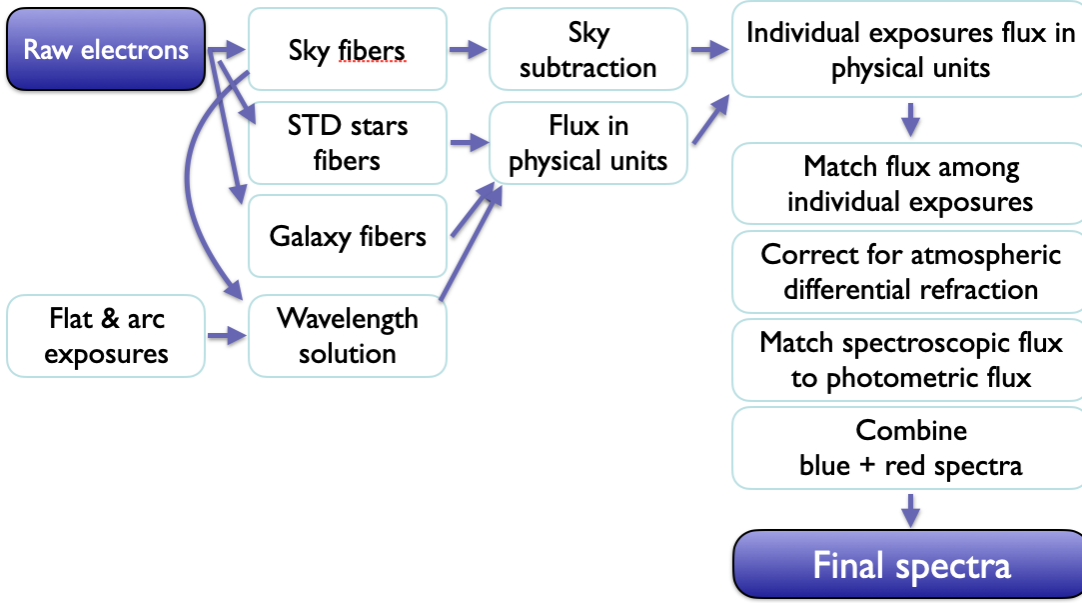 Raw electrons
Sky fibers
Sky
subtraction
Individual exposures flux in
physical units
STD stars
fibers
Flux in
physical units
Match flux among
individual exposures
Galaxy fibers
Correct for atmospheric
differential refraction
Flat & arc
exposures
Wavelength
solution
Match spectroscopic flux
to photometric flux
Combine
blue + red spectra
Final spectra